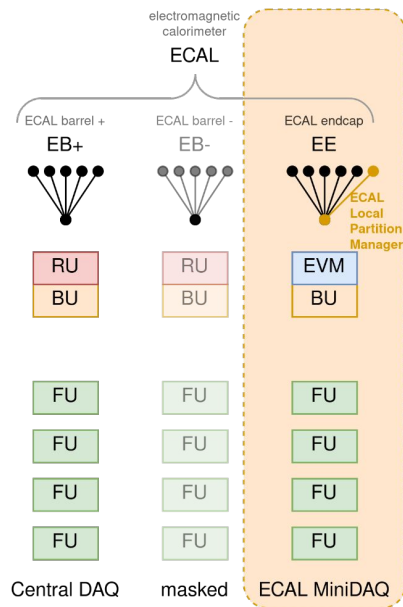 electromagnetic
calorimeter
ECAL
ECAL barrel + ECAL barrel - ECAL endcap
EB+ EB- EE
ECAL
Local
Partition
Manager
RU RU EVM
BU BU BU
FU FU FU
FU FU FU
FU FU FU
FU FU FU
Central DAQ masked ECAL MiniDAQ